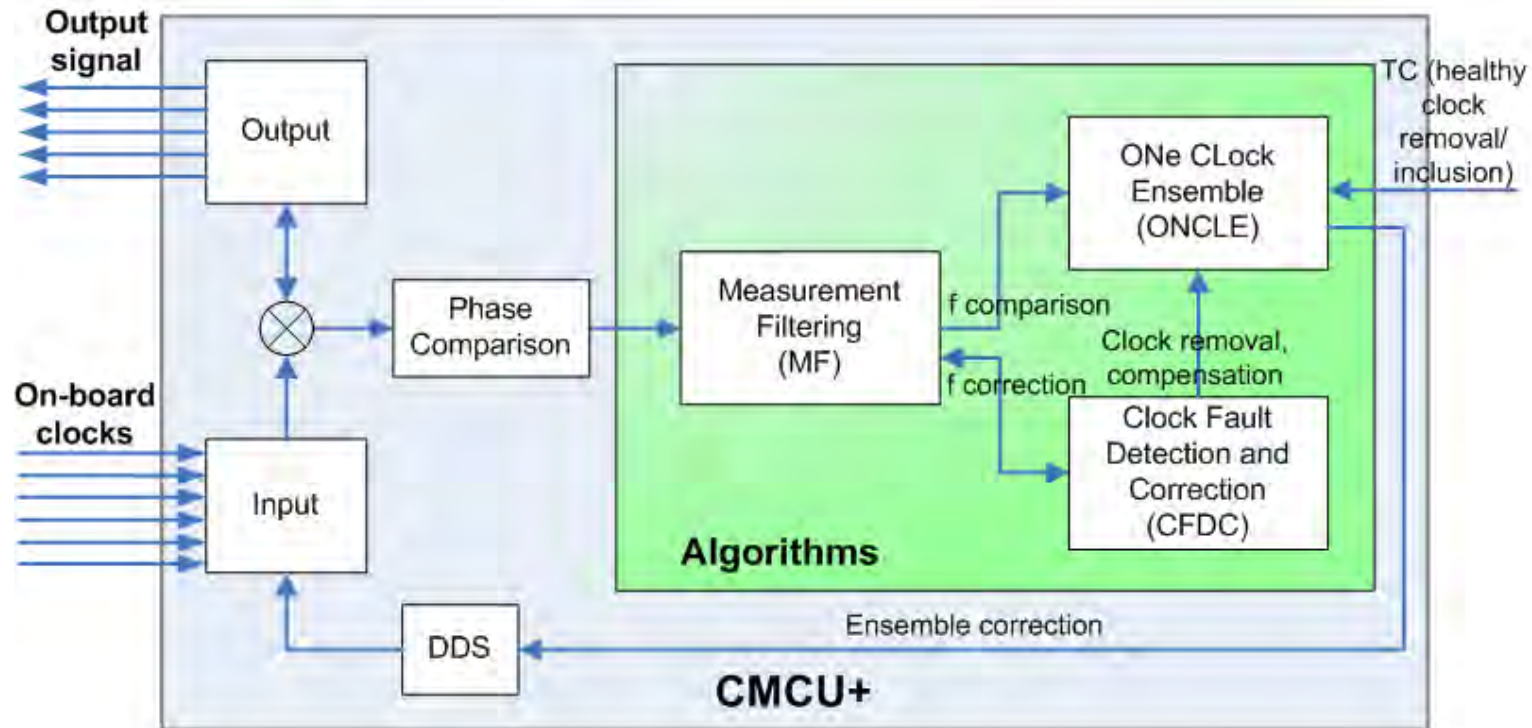 Output
signal
Output
On-board
clocks
Input
Phase
Comparison
Measurement
Filtering
(MF)
f comparison
f correction
ONe CLock
Ensemble
(ONCLE)
TC (healthy
clock
removal/
inclusion)
Clock removal,
compensation
Clock Fault
Detection and
Correction
(CFDC)
Algorithms
DDS
Ensemble correction
CMCU+